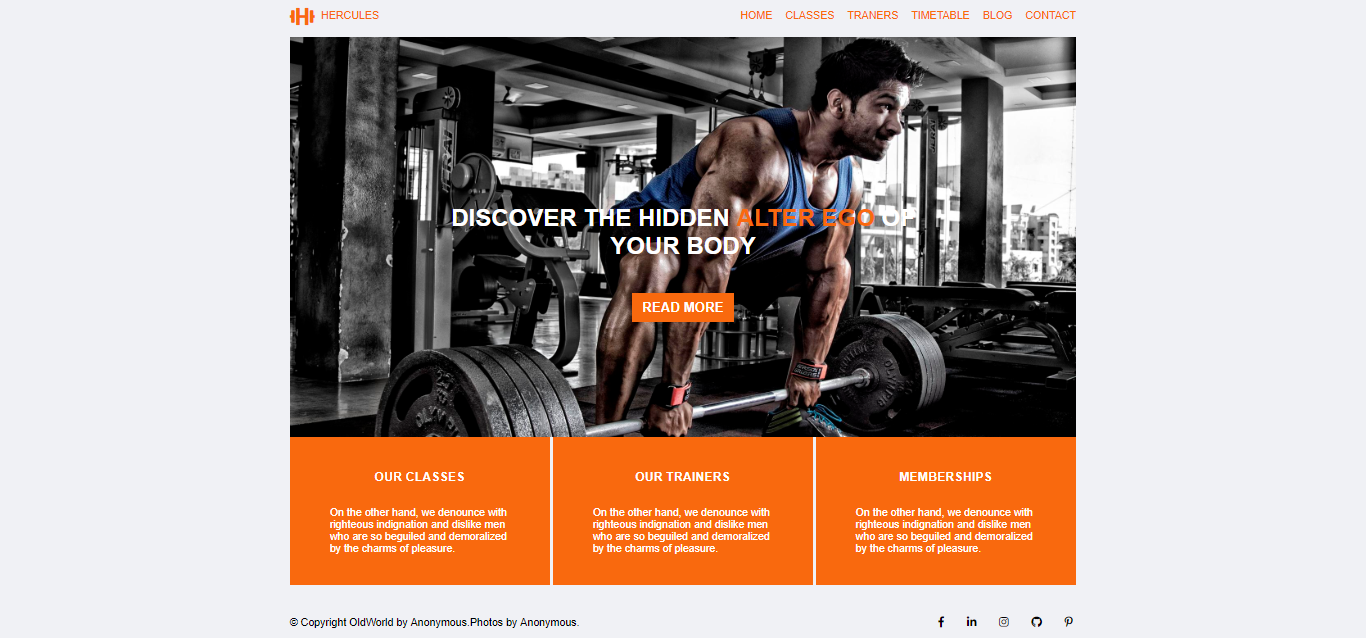 HERCULES
HOME CLASSES TRANERS TIMETABLE BLOG CONTACT
DISCOVER THE HIDDEN ALTER EGO OF
YOUR BODY
READ MORE
OUR CLASSES
On the other hand, we denounce with
righteous indignation and dislike men
who are so beguiled and demoralized
by the charms of pleasure.
OUR TRAINERS
On the other hand, we denounce with
righteous indignation and dislike men
who are so beguiled and demoralized
by the charms of pleasure.
MEMBERSHIPS
On the other hand, we denounce with
righteous indignation and dislike men
who are so beguiled and demoralized
by the charms of pleasure.
© Copyright OldWorld by Anonymous.Photos by Anonymous.